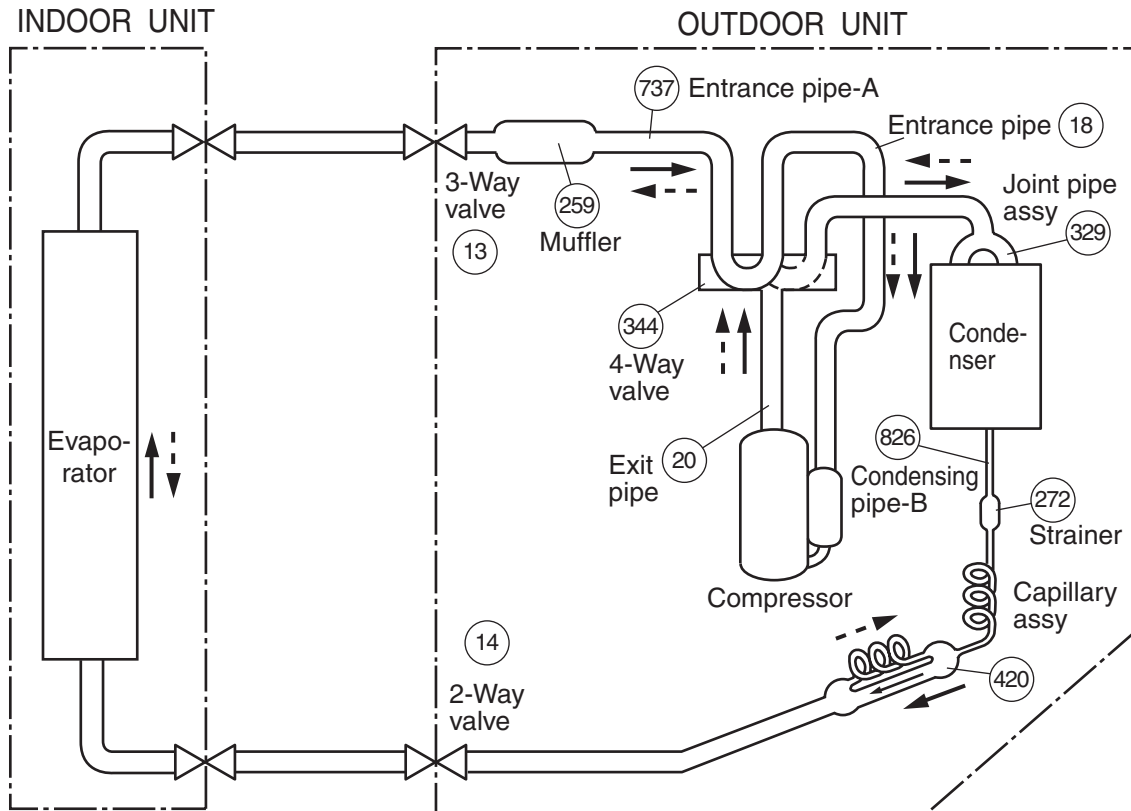 INDOOR UNIT
OUTDOOR UNIT
737 Entrance pipe-A
Entrance pipe 18
3-Way
valve
13
259
Muffler
Joint pipe
assy
329
344
4-Way
valve
Conde-
nser
Evapo-
rator
Exit
pipe
20
826
Condensing
pipe-B
272
Strainer
Compressor
Capillary
assy
14
2-Way
valve
420